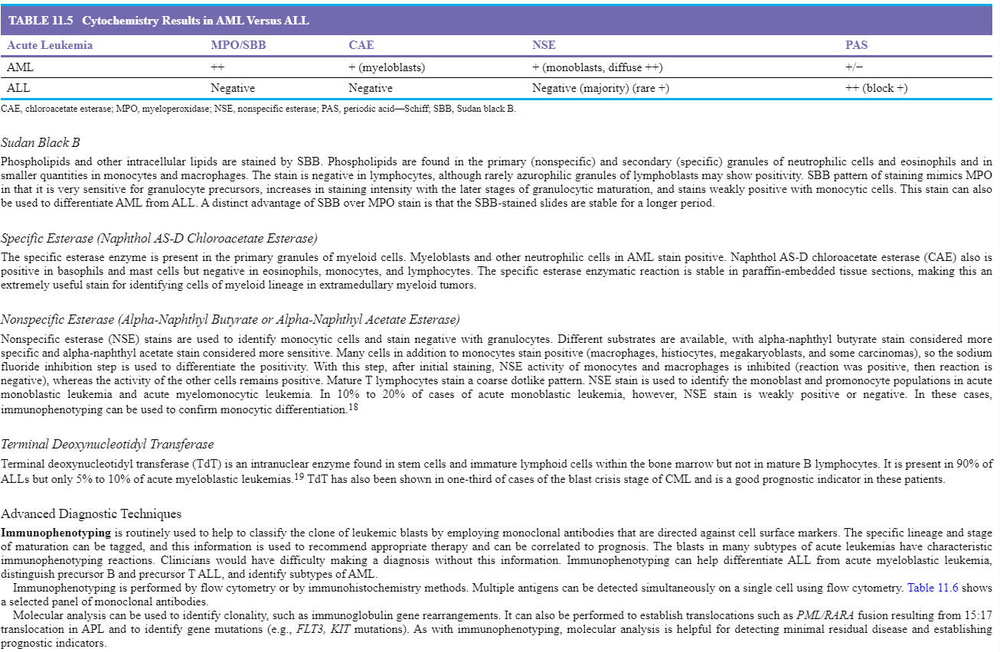 TABLE 11.5 Cytochemistry Results in AML Versus ALL
Acute Leukemia MPO/SBB CAE NSE PAS
AML ++ + (myeloblasts) + (monoblasts, diffuse ++) +/−
ALL Negative Negative Negative (majority) (rare +) ++ (block +)
CAE, chloroacetate esterase; MPO, myeloperoxidase; NSE, nonspecific esterase; PAS, periodic acid—Schiff; SBB, Sudan black B.
Sudan Black B
Phospholipids and other intracellular lipids are stained by SBB. Phospholipids are found in the primary (nonspecific) and secondary (specific) granules of neutrophilic cells and eosinophils and in
smaller quantities in monocytes and macrophages. The stain is negative in lymphocytes, although rarely azurophilic granules of lymphoblasts may show positivity. SBB pattern of staining mimics MPO
in that it is very sensitive for granulocyte precursors, increases in staining intensity with the later stages of granulocytic maturation, and stains weakly positive with monocytic cells. This stain can also
be used to differentiate AML from ALL. A distinct advantage of SBB over MPO stain is that the SBB-stained slides are stable for a longer period.
Specific Esterase (Naphthol AS-D Chloroacetate Esterase)
The specific esterase enzyme is present in the primary granules of myeloid cells. Myeloblasts and other neutrophilic cells in AML stain positive. Naphthol AS-D chloroacetate esterase (CAE) also is
positive in basophils and mast cells but negative in eosinophils, monocytes, and lymphocytes. The specific esterase enzymatic reaction is stable in paraffin-embedded tissue sections, making this an
extremely useful stain for identifying cells of myeloid lineage in extramedullary myeloid tumors.
Nonspecific Esterase (Alpha-Naphthyl Butyrate or Alpha-Naphthyl Acetate Esterase)
Nonspecific esterase (NSE) stains are used to identify monocytic cells and stain negative with granulocytes. Different substrates are available, with alpha-naphthyl butyrate stain considered more
specific and alpha-naphthyl acetate stain considered more sensitive. Many cells in addition to monocytes stain positive (macrophages, histiocytes, megakaryoblasts, and some carcinomas), so the sodium
fluoride inhibition step is used to differentiate the positivity. With this step, after initial staining, NSE activity of monocytes and macrophages is inhibited (reaction was positive, then reaction is
negative), whereas the activity of the other cells remains positive. Mature T lymphocytes stain a coarse dotlike pattern. NSE stain is used to identify the monoblast and promonocyte populations in acute
monoblastic leukemia and acute myelomonocytic leukemia. In 10% to 20% of cases of acute monoblastic leukemia, however, NSE stain is weakly positive or negative. In these cases,
immunophenotyping can be used to confirm monocytic differentiation.18
Terminal Deoxynucleotidyl Transferase
Terminal deoxynucleotidyl transferase (TdT) is an intranuclear enzyme found in stem cells and immature lymphoid cells within the bone marrow but not in mature B lymphocytes. It is present in 90% of
ALLs but only 5% to 10% of acute myeloblastic leukemias.19 TdT has also been shown in one-third of cases of the blast crisis stage of CML and is a good prognostic indicator in these patients.
Advanced Diagnostic Techniques
Immunophenotyping is routinely used to help to classify the clone of leukemic blasts by employing monoclonal antibodies that are directed against cell surface markers. The specific lineage and stage
of maturation can be tagged, and this information is used to recommend appropriate therapy and can be correlated to prognosis. The blasts in many subtypes of acute leukemias have characteristic
immunophenotyping reactions. Clinicians would have difficulty making a diagnosis without this information. Immunophenotyping can help differentiate ALL from acute myeloblastic leukemia,
distinguish precursor B and precursor T ALL, and identify subtypes of AML.
Immunophenotyping is performed by flow cytometry or by immunohistochemistry methods. Multiple antigens can be detected simultaneously on a single cell using flow cytometry. Table 11.6 shows
a selected panel of monoclonal antibodies.
Molecular analysis can be used to identify clonality, such as immunoglobulin gene rearrangements. It can also be performed to establish translocations such as PML/RARA fusion resulting from 15:17
translocation in APL and to identify gene mutations (e.g., FLT3, KIT mutations). As with immunophenotyping, molecular analysis is helpful for detecting minimal residual disease and establishing
prognostic indicators.